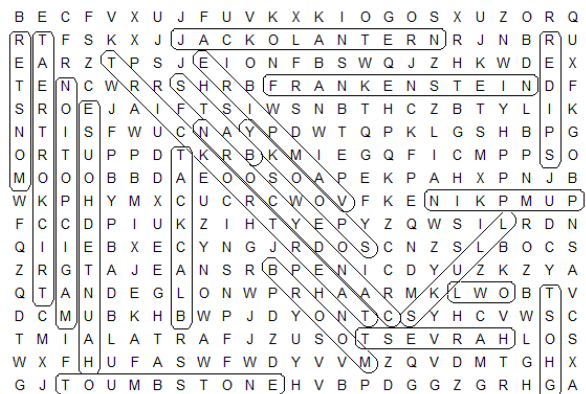 B E C F V X U J F U V K X K I O G O S X U Z O R Q
R T F S K X J J A C K O L A N T E R N R J N B R U
E A R Z T P S J E I O N F B S W Q J Z H K W D E X
T E N C W R R S H R B F R A N K E N S T E I N D F
S R O E J A I F T S I W S N B T H C Z B T Y L I K
N T I S F W U C N A Y P D W T Q P K L G S H B P G
O R T U P P D T K R B K M I E G Q F I C M P P S O
M O O O B B D A E O O S O A P E K P A H X P N J B
W K P H Y M X C U C R C W O V F K E N I K P M U P
F C C D P I U K Z I H T Y E P Y Z Q W S I L R D N
Q I I E B X E C Y N G J R D O S C N Z S L B O C S
Z R G T A J E A N S R B P E N I C D Y U Z K Z Y A
Q T A N D E G L O N W P R H A A R M K L W O B T V
D C M U B K H B W P J D Y O N T C S Y H C V W S C
T M I A L A T R A F J Z U S O T S E V R A H L O S
W X F H U F A S W F W D Y V V M Z Q V D M T G H X
G J T O U M B S T O N E H V B P D G G Z G R H G A